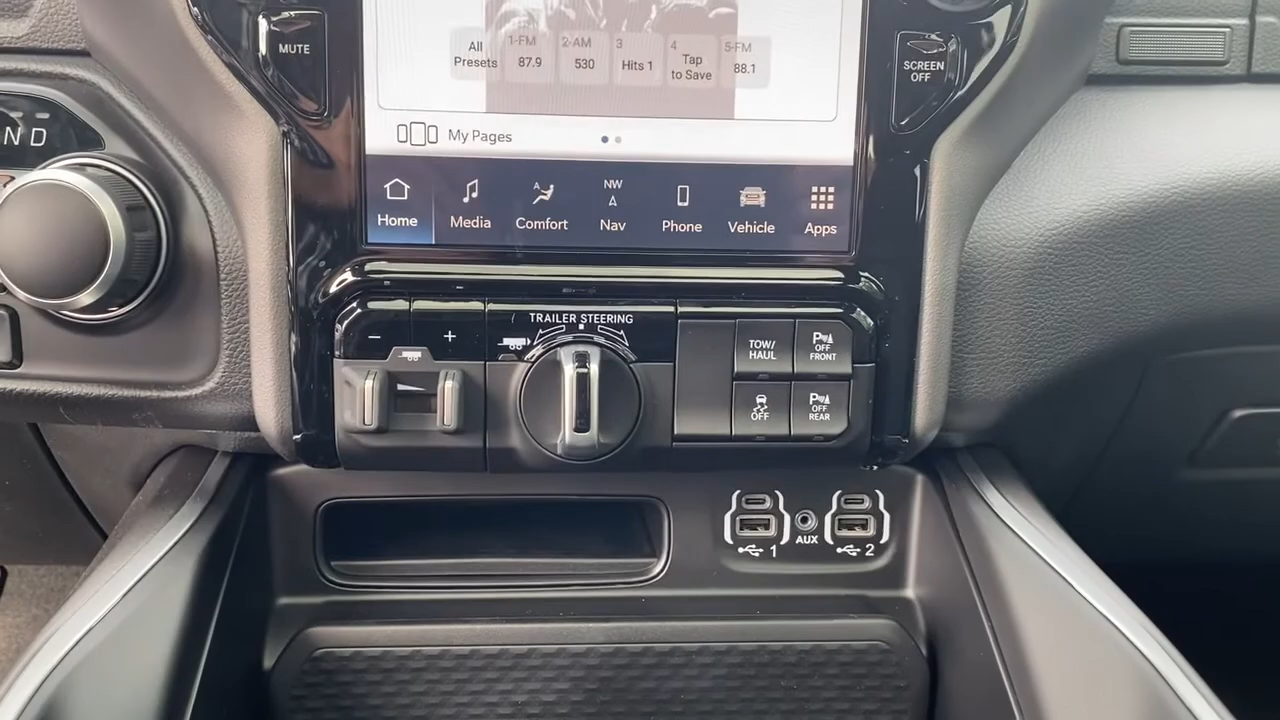 MUTE
All
Presets
1-FM
87.9
2-AM
530
3
Hits 1
4
Tap
to Save
5-FM
88.1
SCREEN
OFF
N D
My Pages
Home
Media
A
Comfort
NW
Nav
Phone
Vehicle
Apps
−
+
TRAILER STEERING
TOW/
HAUL
P
OFF
FRONT
OFF
P
OFF
REAR
1
AUX
2